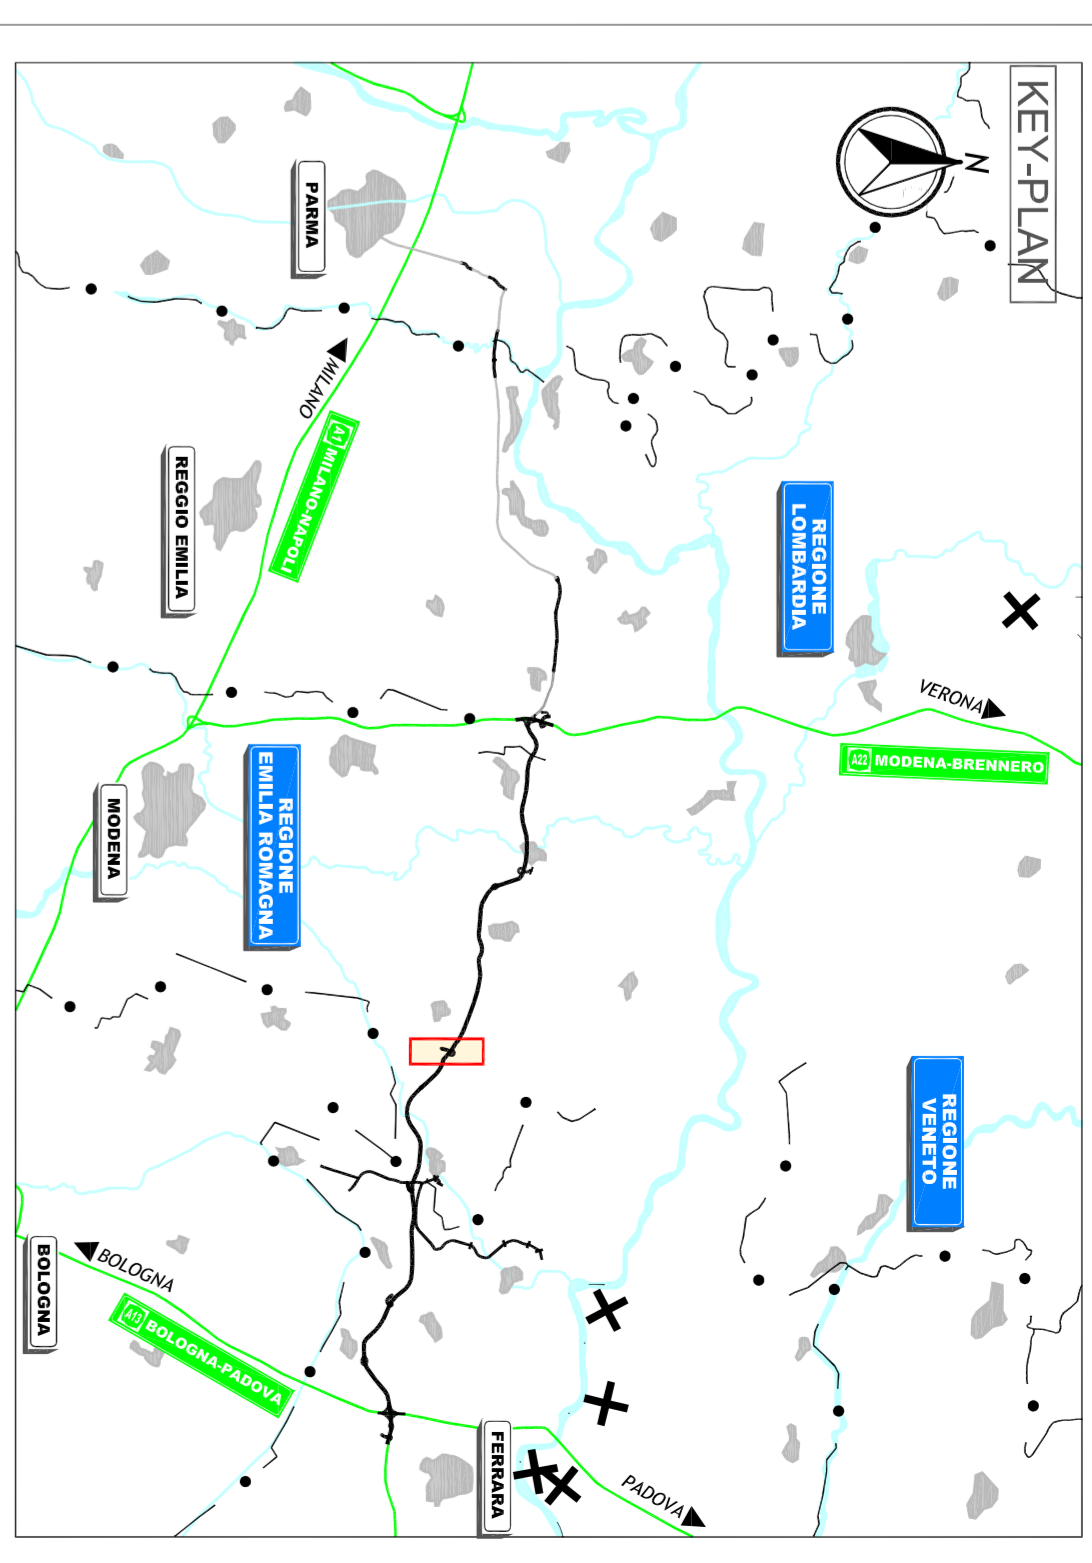 KEY-PLAN
N
PARMA
MILANO
A1 MILANO-NAPOLI
REGGIO EMILIA
REGIONE
LOMBARDIA
VERONA
A22 MODENA-BRENNERO
REGIONE
EMILIA ROMAGNA
MODENA
REGIONE
VENETO
BOLOGNA
BOLOGNA
A13 BOLOGNA-PADOVA
FERRARA
PADOVA